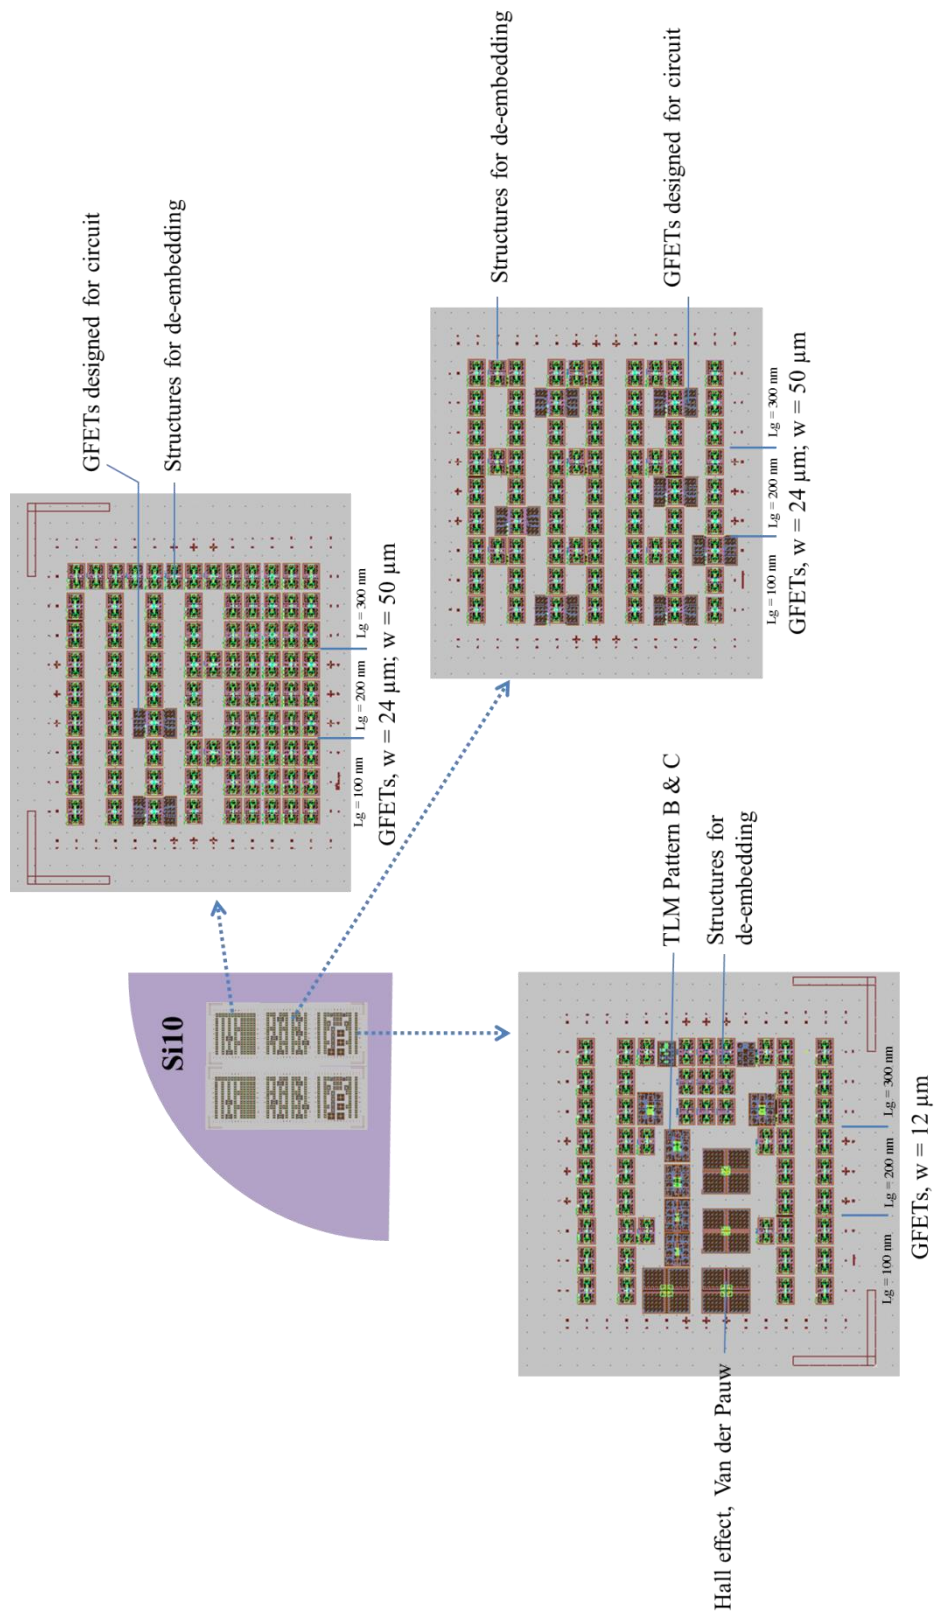 GFETs designed for circuit
Structures for de-embedding
Lg = 100 nm
Lg = 200 nm
Lg = 300 nm
GFETs, w = 24 µm; w = 50 µm
Si10
Structures for de-embedding
GFETs designed for circuit
Lg = 100 nm
Lg = 200 nm
Lg = 300 nm
GFETs, w = 24 µm; w = 50 µm
TLM Pattern B & C
Structures for
de-embedding
Hall effect, Van der Pauw
Lg = 100 nm
Lg = 200 nm
Lg = 300 nm
GFETs, w = 12 µm